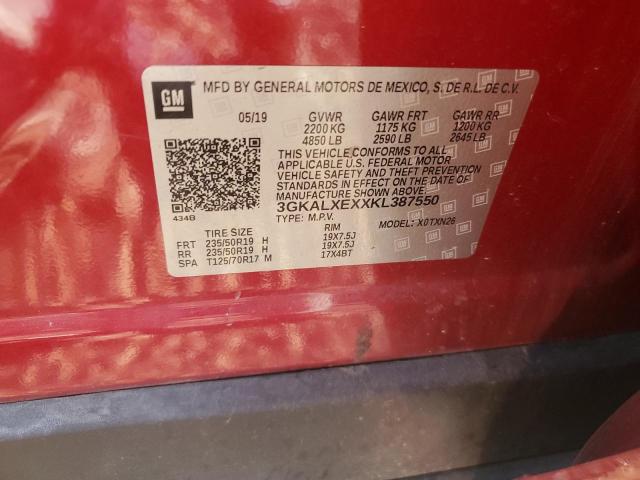 GM
MFD BY GENERAL MOTORS DE MEXICO, S. DE R.L. DE C.V.
05/19 GVWR GAWR FRT GAWR RR
2200 KG 1175 KG 1200 KG
4850 LB 2590 LB 2645 LB
THIS VEHICLE CONFORMS TO ALL
APPLICABLE U.S. FEDERAL MOTOR
VEHICLE SAFETY AND THEFT PREVENTION
STANDARDS IN EFFECT ON THE DATE OF
MANUFACTURE SHOWN ABOVE.
3GKALXEXXKL387550
434B TYPE: M.P.V. MODEL: X0TXN26
TIRE SIZE RIM
FRT 235/50R19 H 19X7.5J
RR 235/50R19 H 19X7.5J
SPA T125/70R17 M 17X4BT